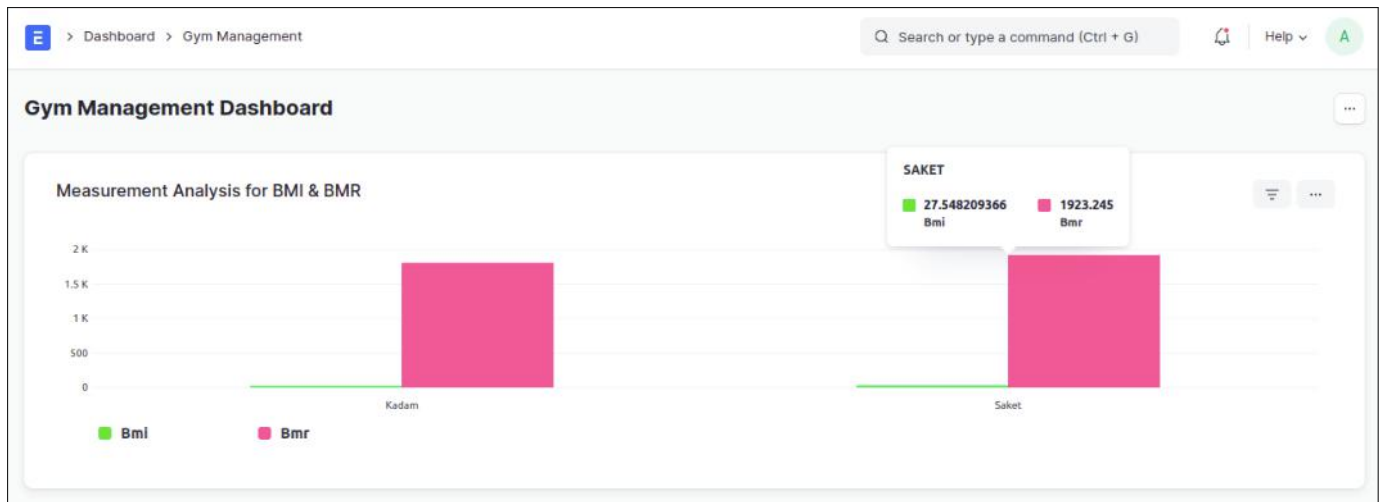 E > Dashboard > Gym Management
Search or type a command (Ctrl + G)
Help
A
Gym Management Dashboard
...
Measurement Analysis for BMI & BMR
SAKET
27.548209366 1923.245
Bmi Bmr
...
2 K
1.5 K
1 K
500
0
Kadam Saket
Bmi Bmr